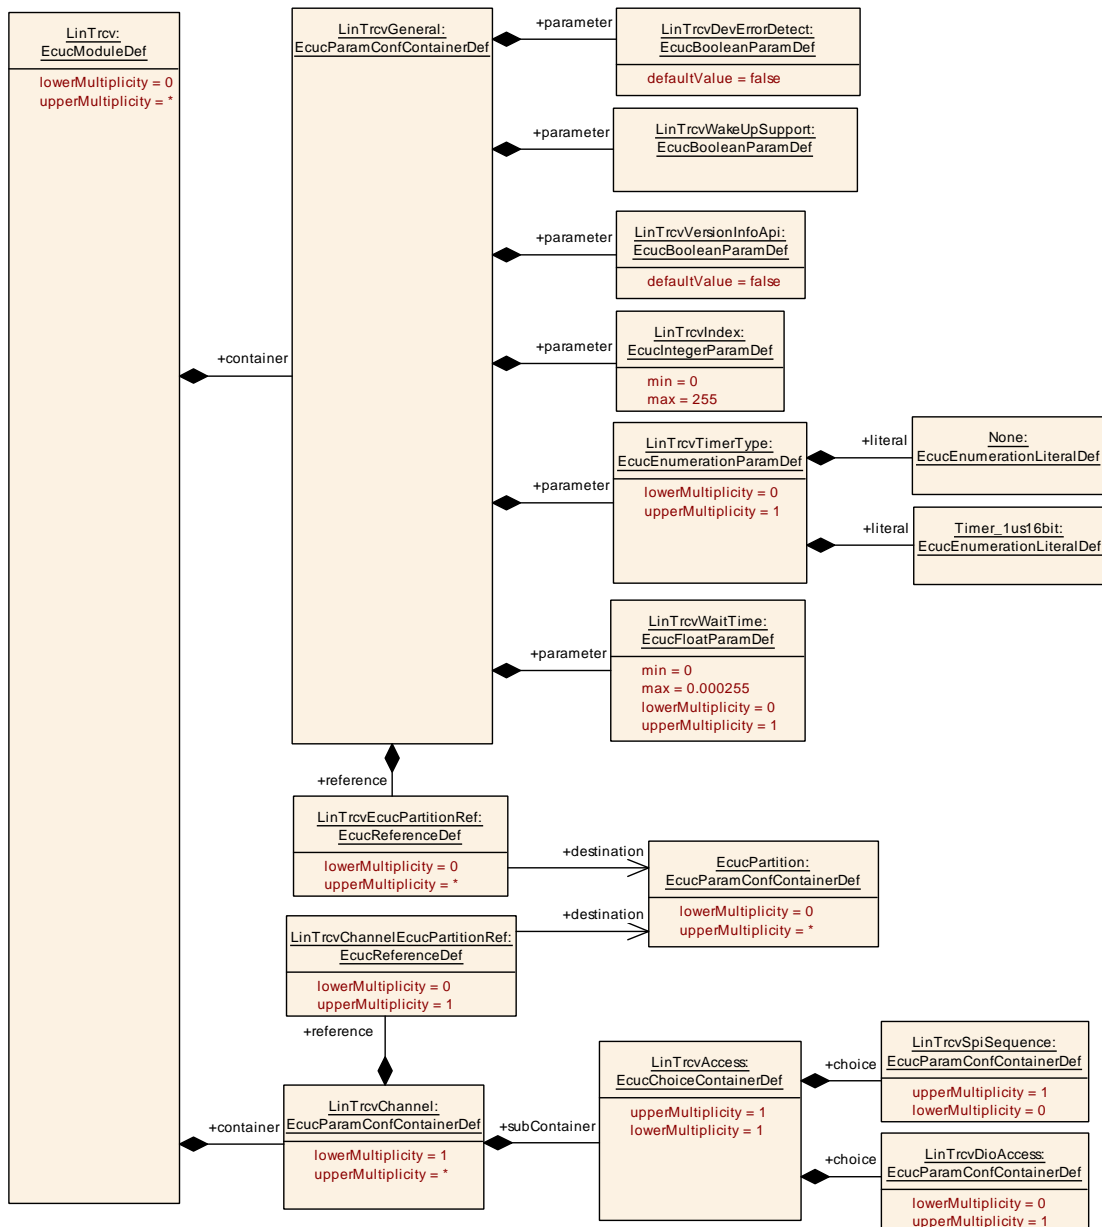 LinTrcv:
EcucModuleDef
lowerMultiplicity = 0
upperMultiplicity = *
+container
LinTrcvGeneral:
EcucParamConfContainerDef
+parameter
LinTrcvDevErrorDetect:
EcucBooleanParamDef
defaultValue = false
+parameter
LinTrcvWakeUpSupport:
EcucBooleanParamDef
+parameter
LinTrcvVersionInfoApi:
EcucBooleanParamDef
defaultValue = false
+parameter
LinTrcvIndex:
EcucIntegerParamDef
min = 0
max = 255
+parameter
LinTrcvTimerType:
EcucEnumerationParamDef
lowerMultiplicity = 0
upperMultiplicity = 1
+literal
None:
EcucEnumerationLiteralDef
+literal
Timer_1us16bit:
EcucEnumerationLiteralDef
+parameter
LinTrcvWaitTime:
EcucFloatParamDef
min = 0
max = 0.000255
lowerMultiplicity = 0
upperMultiplicity = 1
+reference
LinTrcvEcucPartitionRef:
EcucReferenceDef
lowerMultiplicity = 0
upperMultiplicity = *
+destination
EcucPartition:
EcucParamConfContainerDef
lowerMultiplicity = 0
upperMultiplicity = *
+destination
LinTrcvChannelEcucPartitionRef:
EcucReferenceDef
lowerMultiplicity = 0
upperMultiplicity = 1
+reference
+container
LinTrcvChannel:
EcucParamConfContainerDef
lowerMultiplicity = 1
upperMultiplicity = *
+subContainer
LinTrcvAccess:
EcucChoiceContainerDef
upperMultiplicity = 1
lowerMultiplicity = 1
+choice
LinTrcvSpiSequence:
EcucParamConfContainerDef
upperMultiplicity = 1
lowerMultiplicity = 0
+choice
LinTrcvDioAccess:
EcucParamConfContainerDef
lowerMultiplicity = 0
upperMultiplicity = 1